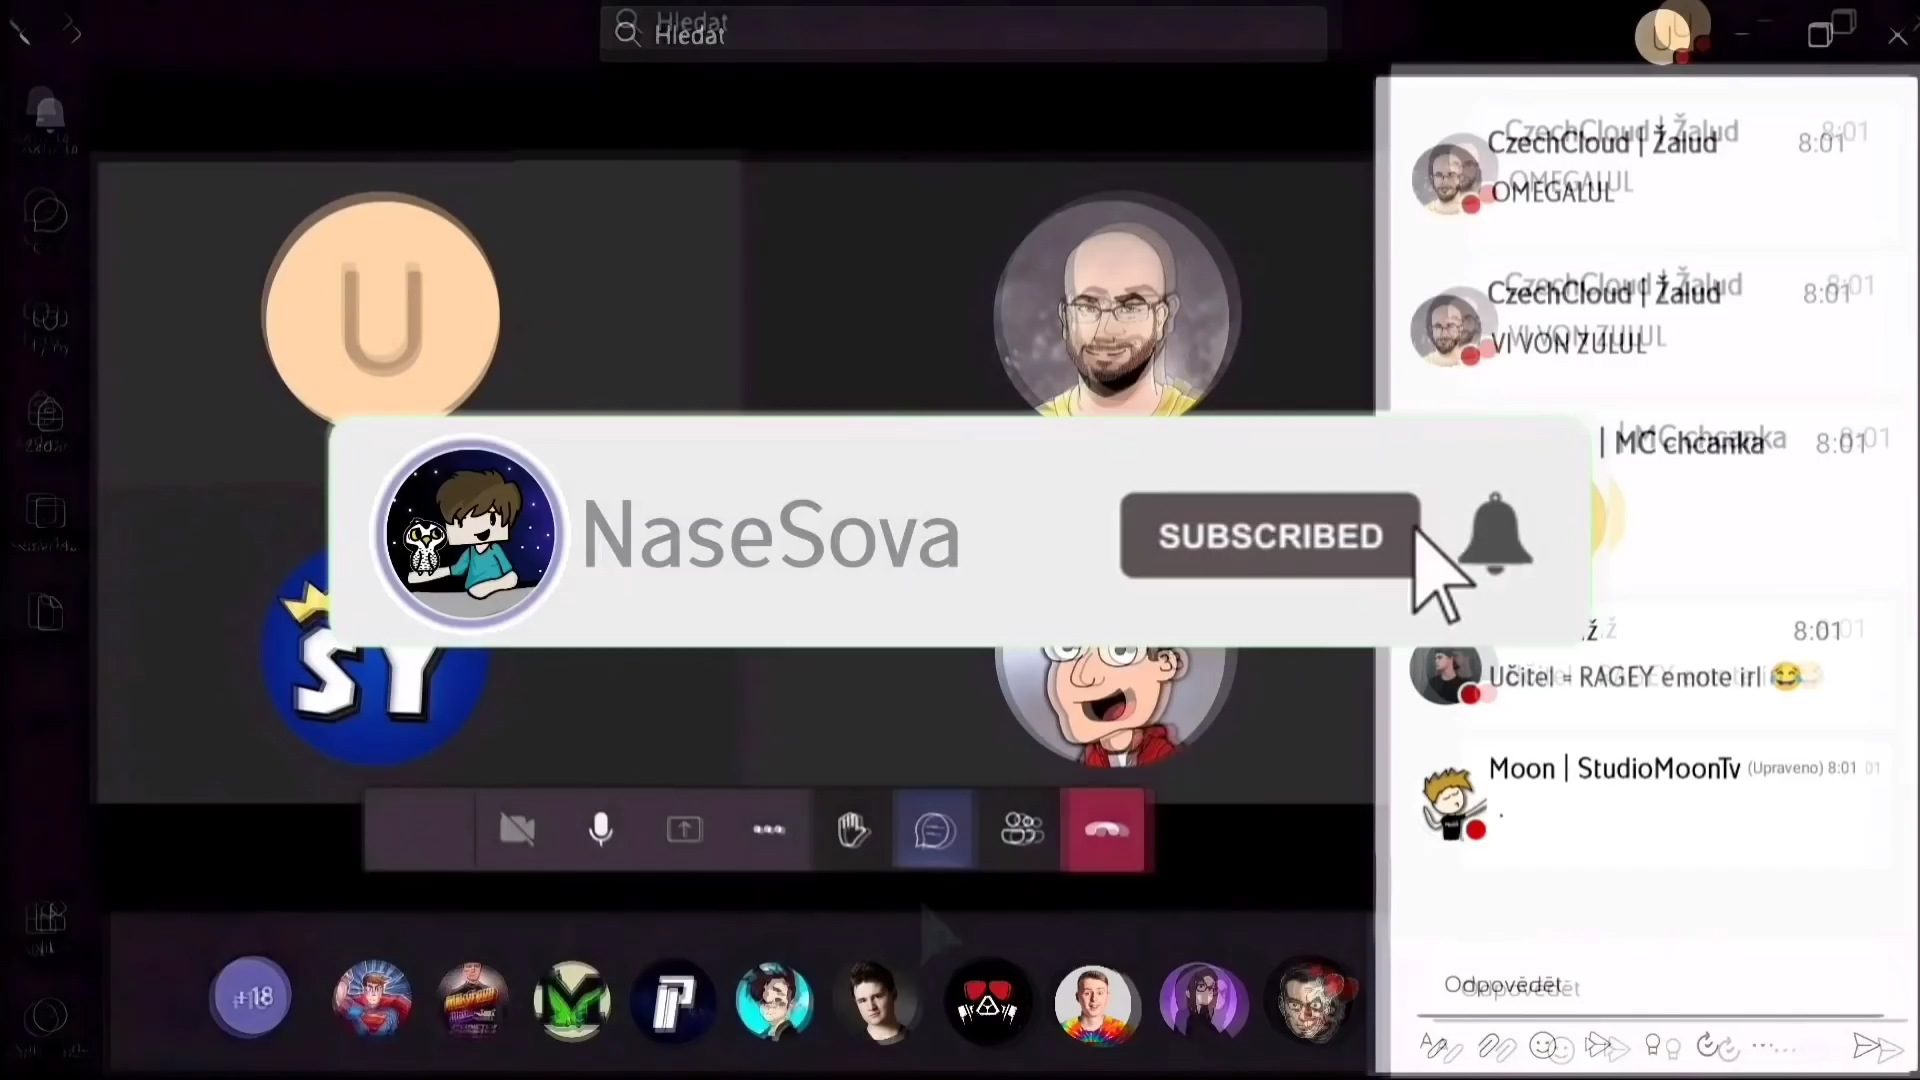 Hledat
CzechCloud | Žalud 8:01
OMEGALUL
CzechCloud | Žalud 8:01
VI VON ZULUL
| MC chcanka 8:01
U
NaseSova
SUBSCRIBED
SY
ž 8:01
Učitel = RAGEY emote irl 😂
Moon | StudioMoonTv (Upraveno) 8:01
.
+18
P
Odpovědět